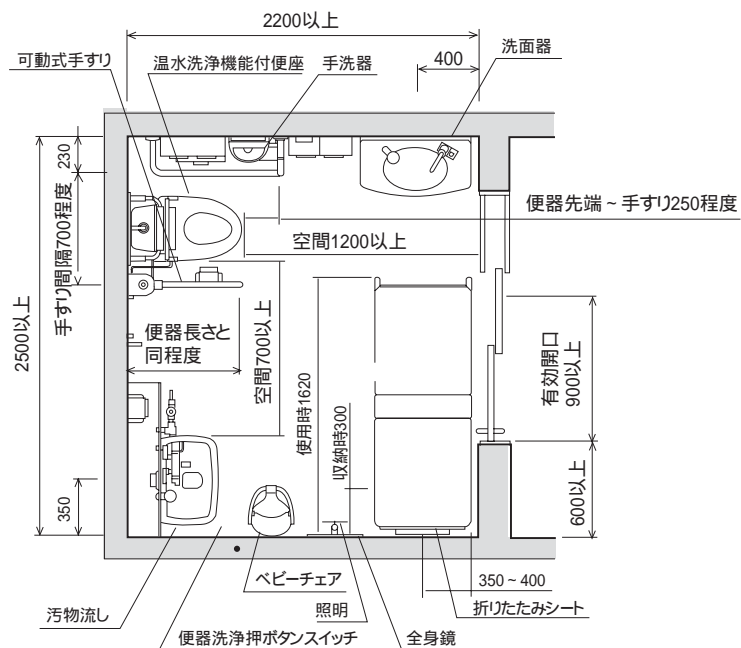 2200以上
可動式手すり
温水洗浄機能付便座
手洗器
400
洗面器
230
手すり間隔700程度
2500以上
便器先端~手すり250程度
空間1200以上
便器長さと
同程度
空間700以上
使用時1620
収納時300
有効開口
900以上
600以上
350
ベビーチェア
350~400
汚物流し
照明
折りたたみシート
便器洗浄押ボタンスイッチ
全身鏡